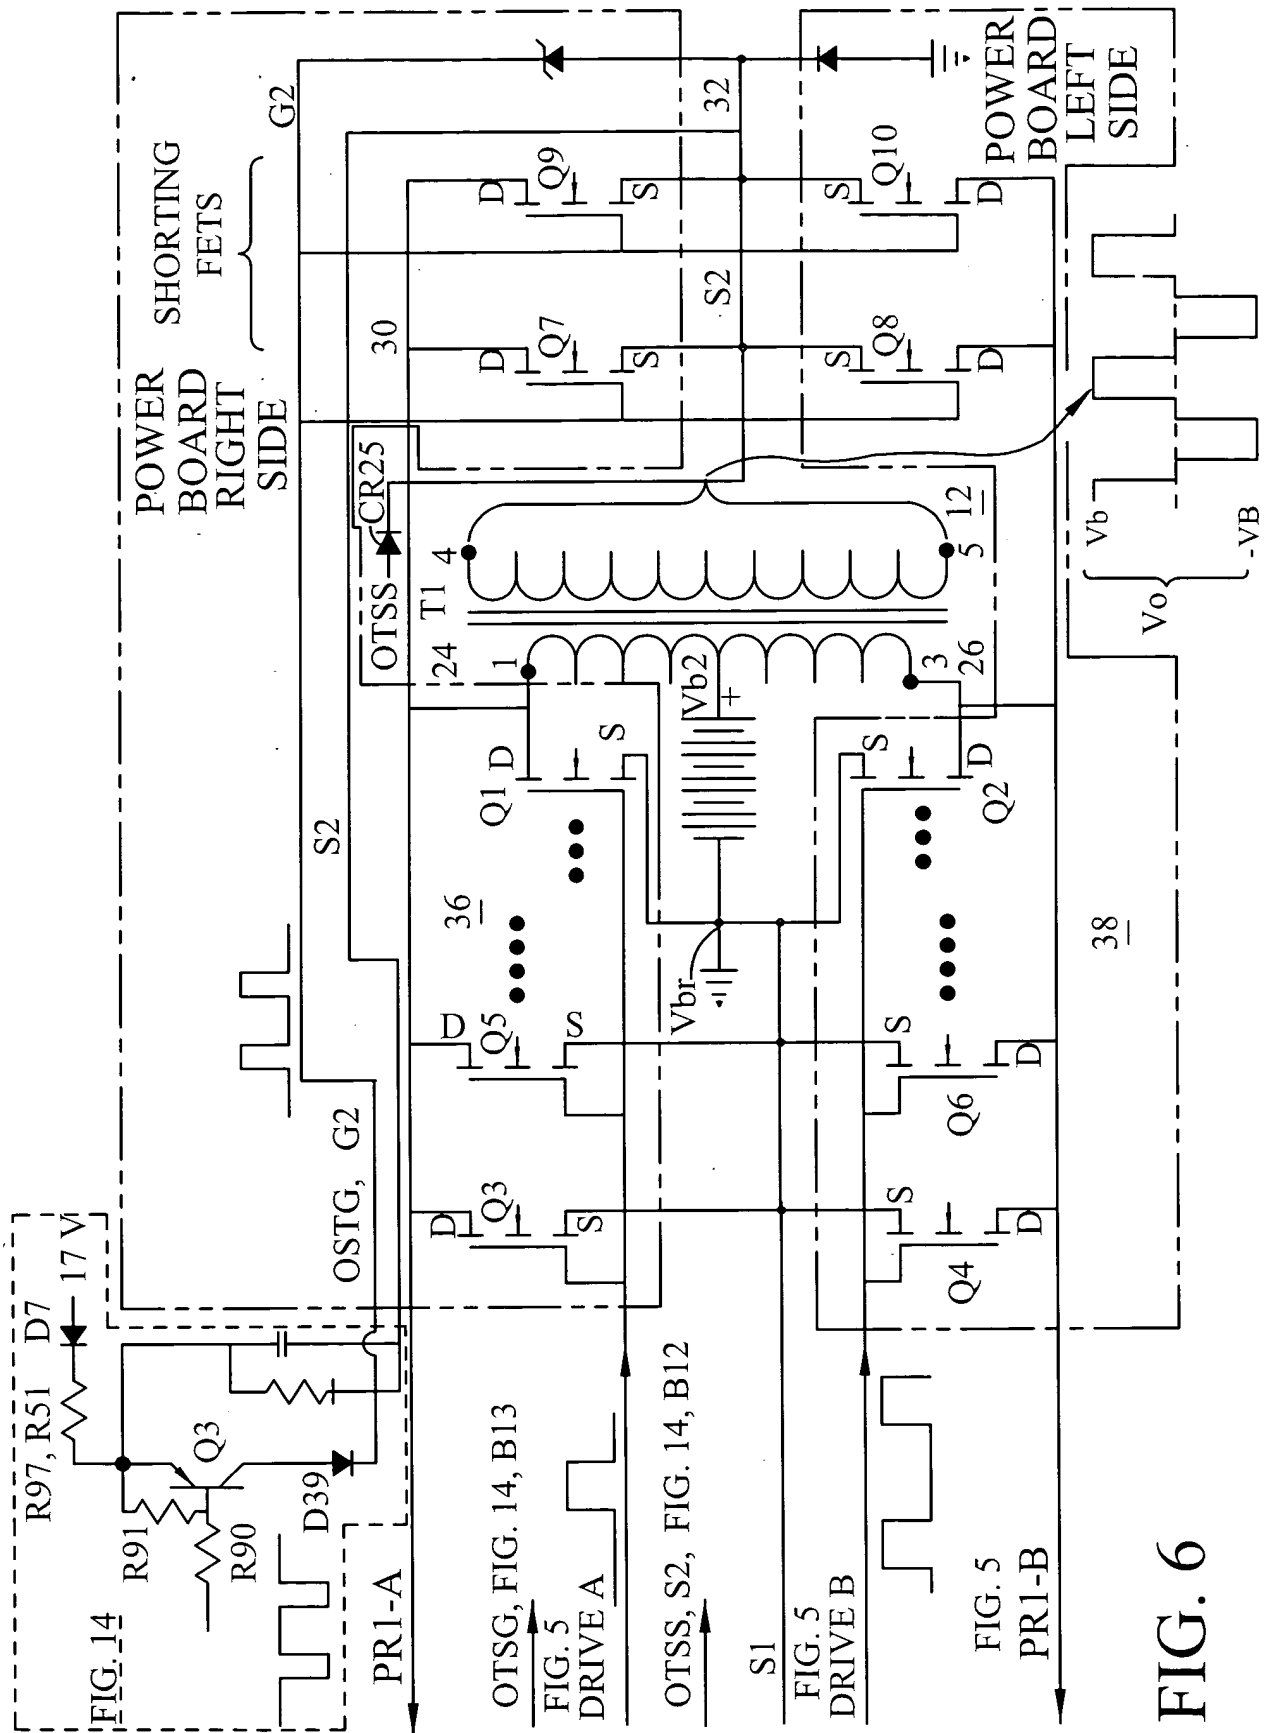 FIG. 14
R97, R51
D7
17 V
R91
Q3
R90
D39
OSTG, G2
S2
G2
SHORTING
FETS
POWER
BOARD
RIGHT
SIDE
POWER
BOARD
LEFT
SIDE
PR1-A
OTSG, FIG. 14, B13
FIG. 5
DRIVE A
OTSS, S2, FIG. 14, B12
S1
FIG. 5
DRIVE B
FIG. 5
PR1-B
D
Q3
S
D
Q5
S
36
Q1
D
S
24
1
T1
4
OTSS
CR25
30
D
Q7
S
D
Q9
S
S2
32
Vbr
Vb2
+
S
Q4
D
S
Q6
D
38
S
Q2
D
3
26
5
12
S
Q8
D
S
Q10
D
Vo
Vb
-VB
FIG. 6